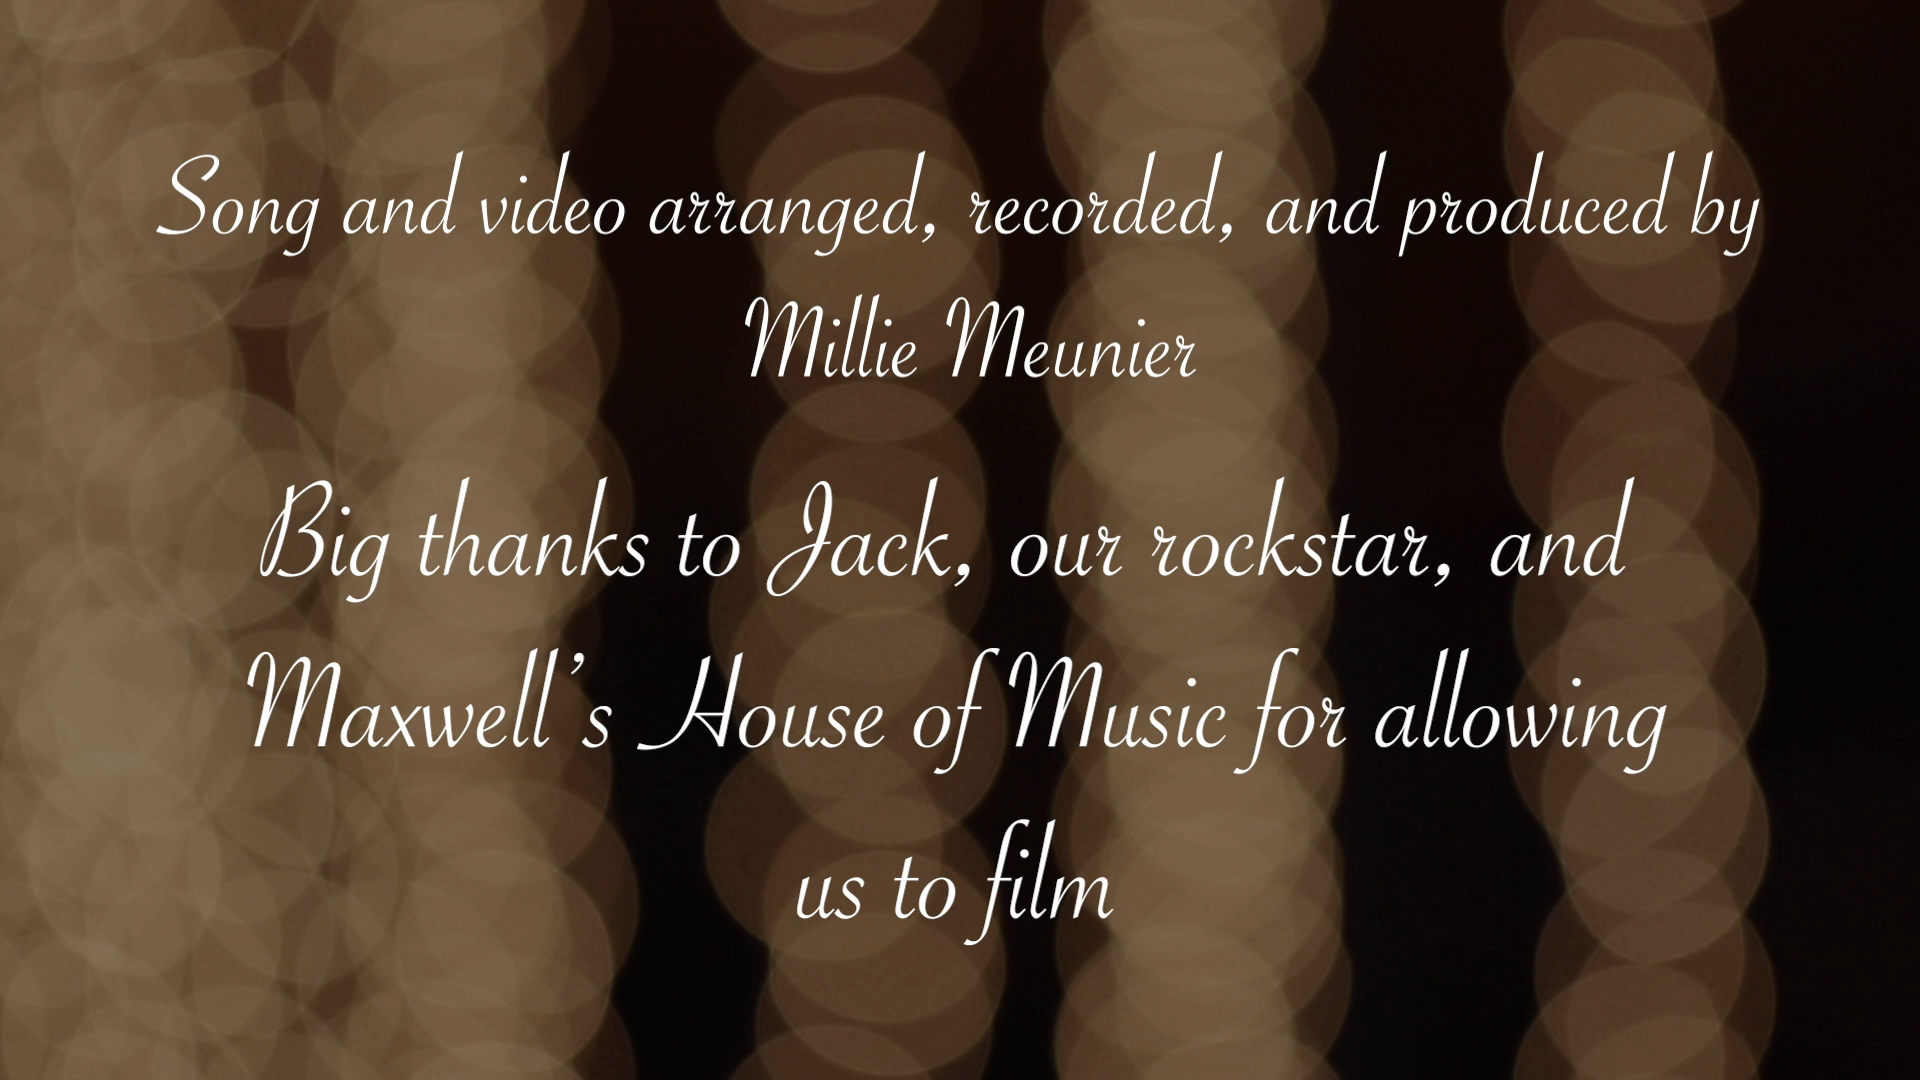 Song and video arranged, recorded, and produced by
Millie Meunier
Big thanks to Jack, our rockstar, and
Maxwell’s House of Music for allowing
us to film